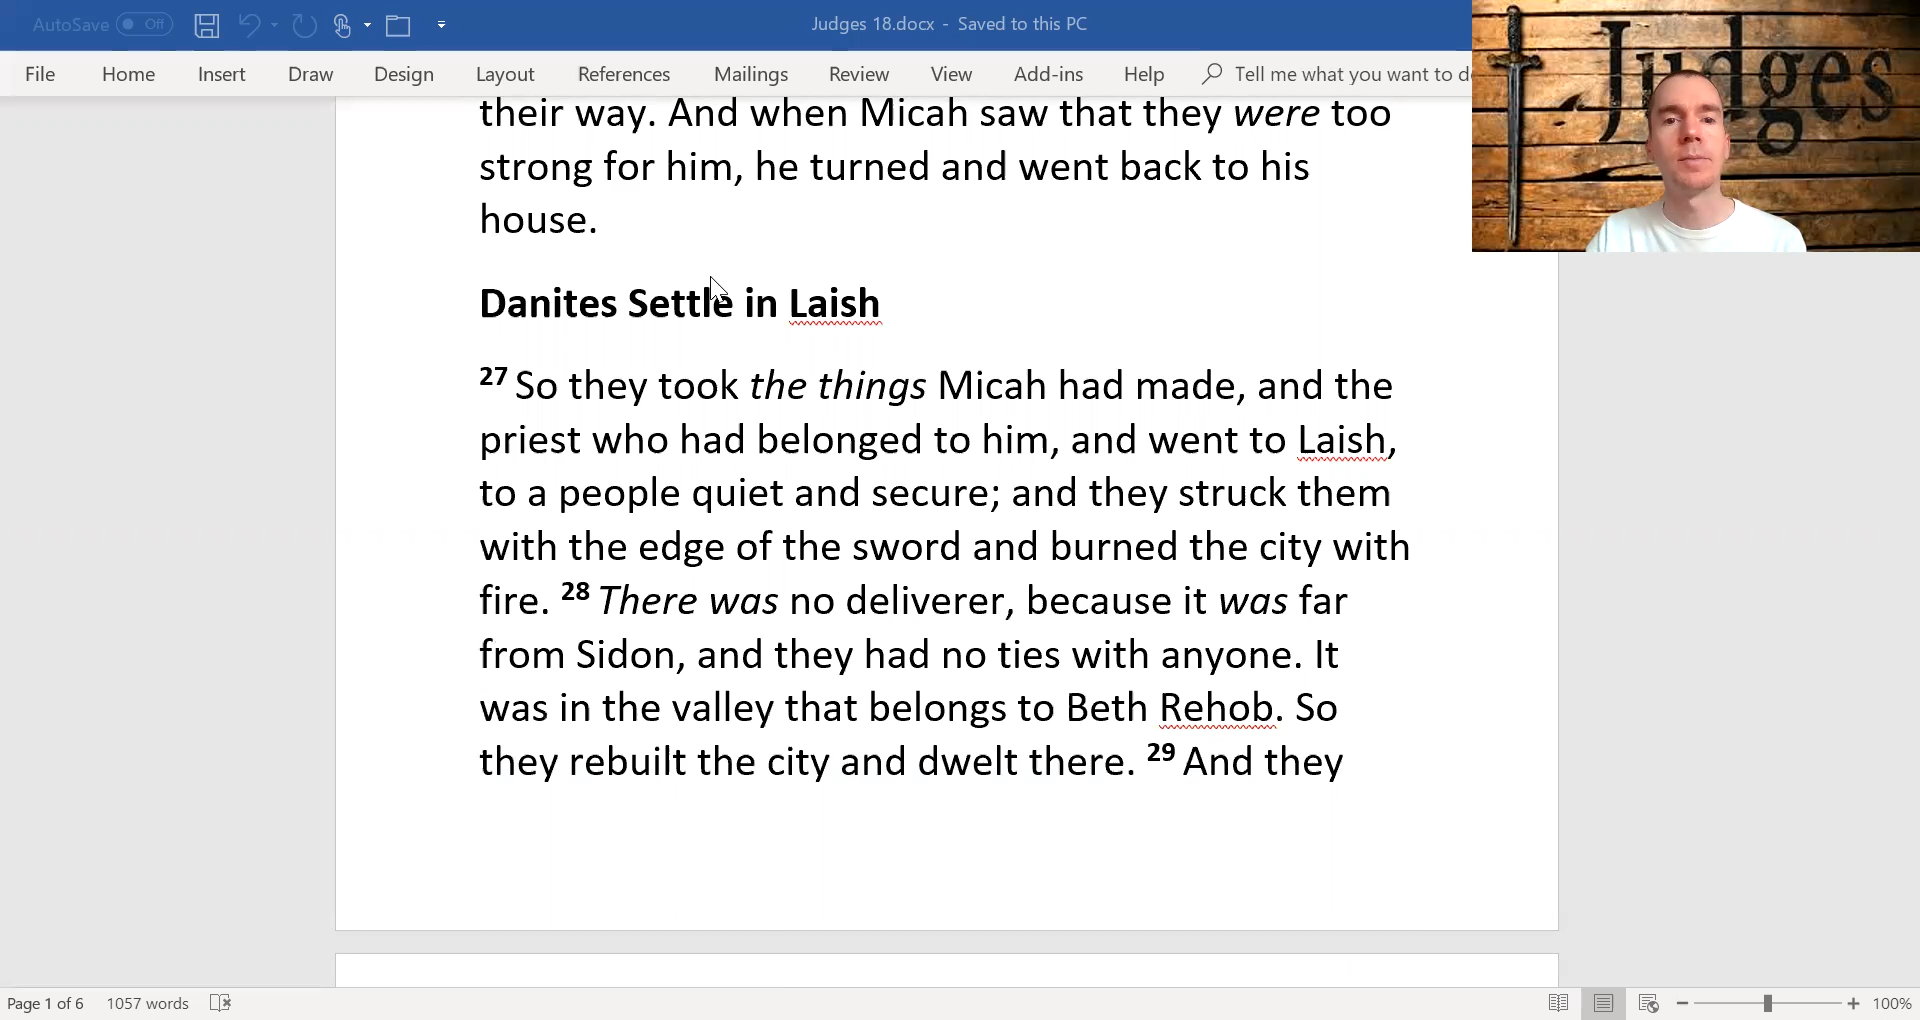 AutoSave Off
Judges 18.docx - Saved to this PC
File Home Insert Draw Design Layout References Mailings Review View Add-ins Help Tell me what you want to
Judges
their way. And when Micah saw that they were too
strong for him, he turned and went back to his
house.
Danites Settle in Laish
27 So they took the things Micah had made, and the
priest who had belonged to him, and went to Laish,
to a people quiet and secure; and they struck them
with the edge of the sword and burned the city with
fire. 28 There was no deliverer, because it was far
from Sidon, and they had no ties with anyone. It
was in the valley that belongs to Beth Rehob. So
they rebuilt the city and dwelt there. 29 And they
Page 1 of 6 1057 words
100%